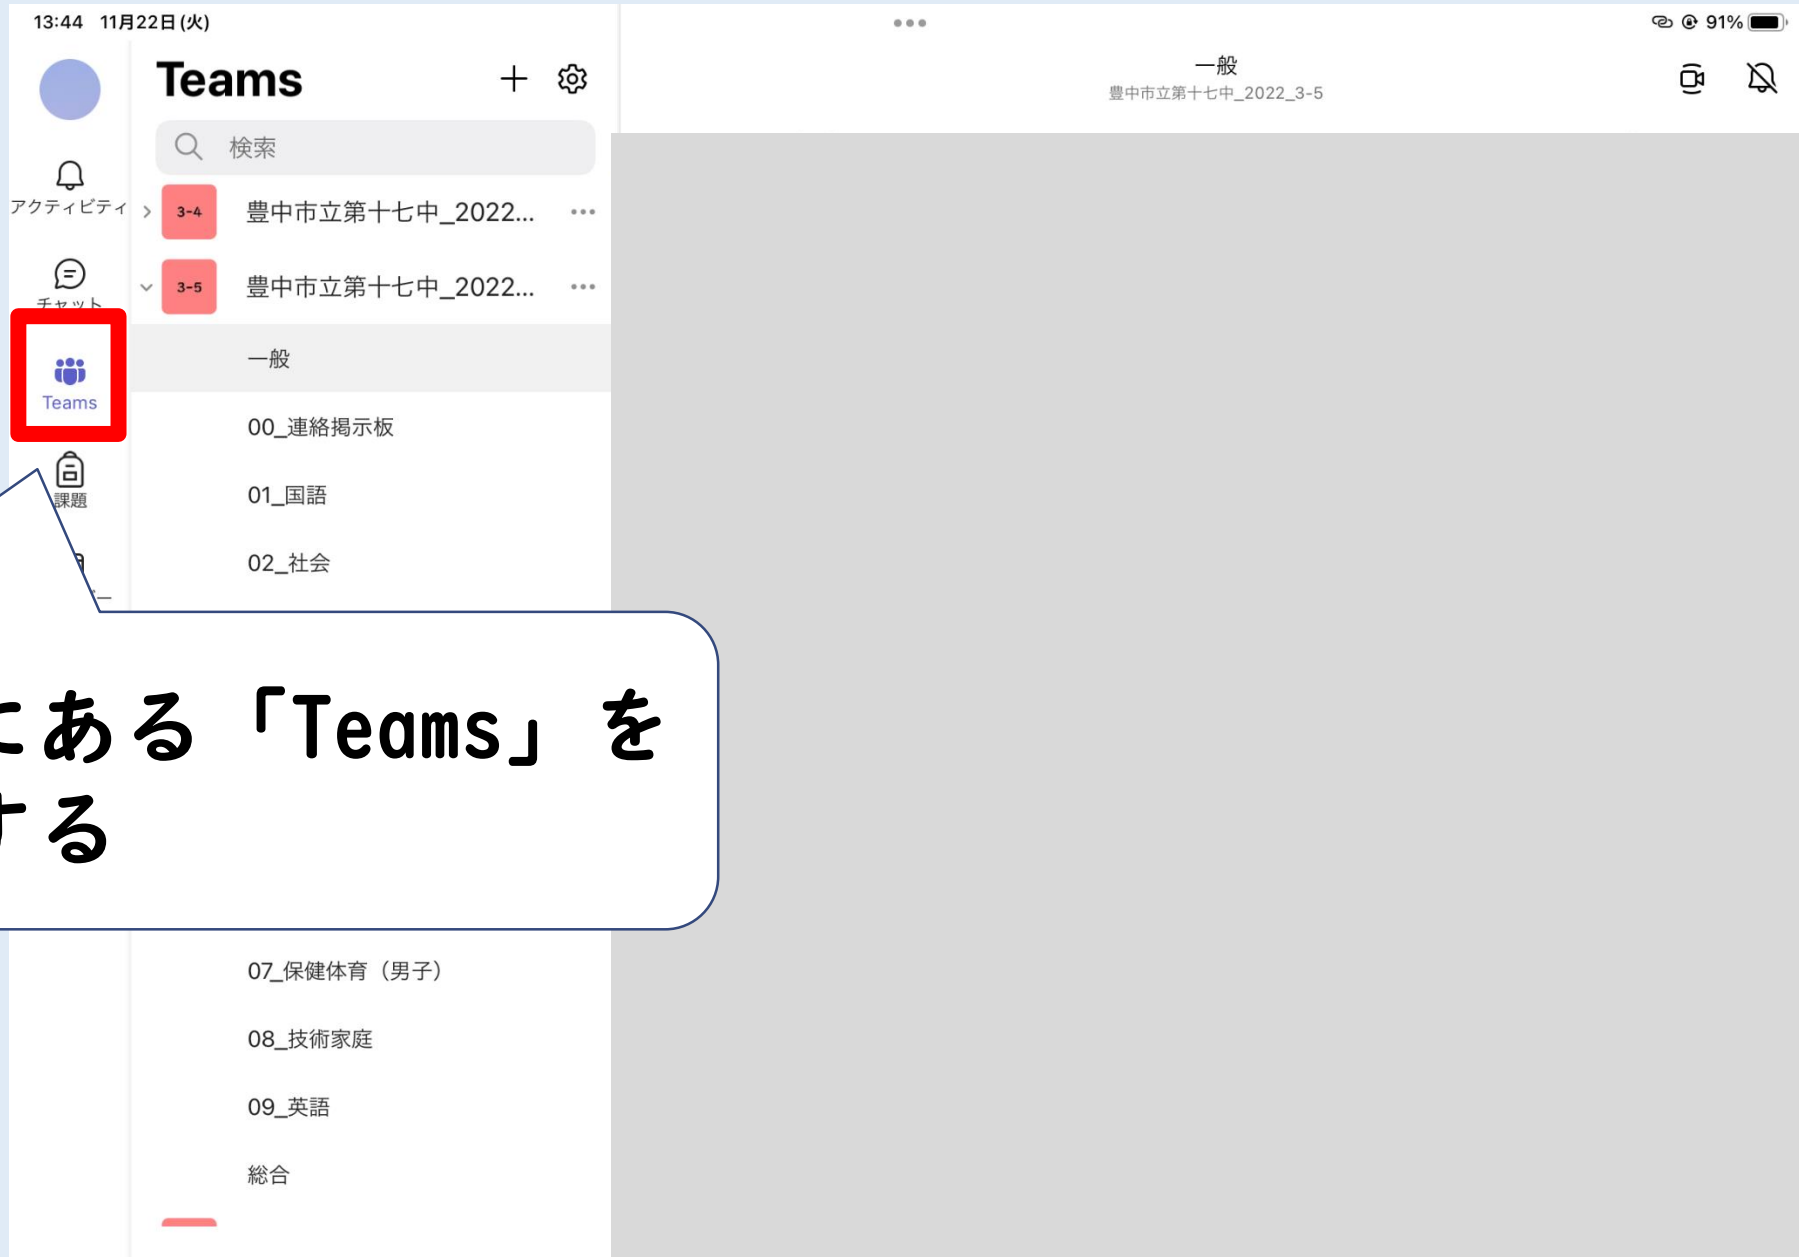 13:44 11月22日(火)
91%
Teams
一般
豊中市立第十七中_2022_3-5
検索
アクティビティ
3-4 豊中市立第十七中_2022...
チャット
3-5 豊中市立第十七中_2022...
一般
Teams
00_連絡掲示板
課題
01_国語
02_社会
にある「Teams」を
する
07_保健体育（男子）
08_技術家庭
09_英語
総合